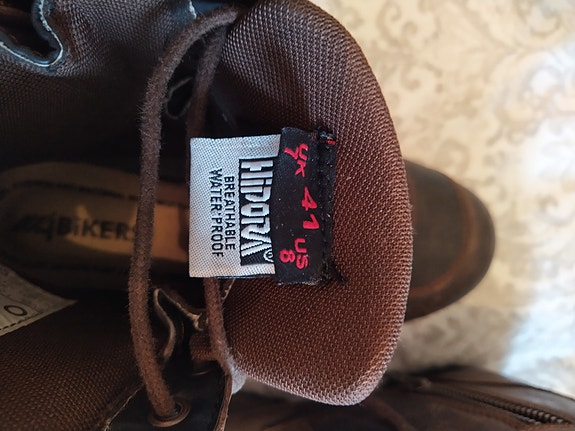 HiPORA®
BREATHABLE
WATER-PROOF
UK 41 US
7 8
BiKERS